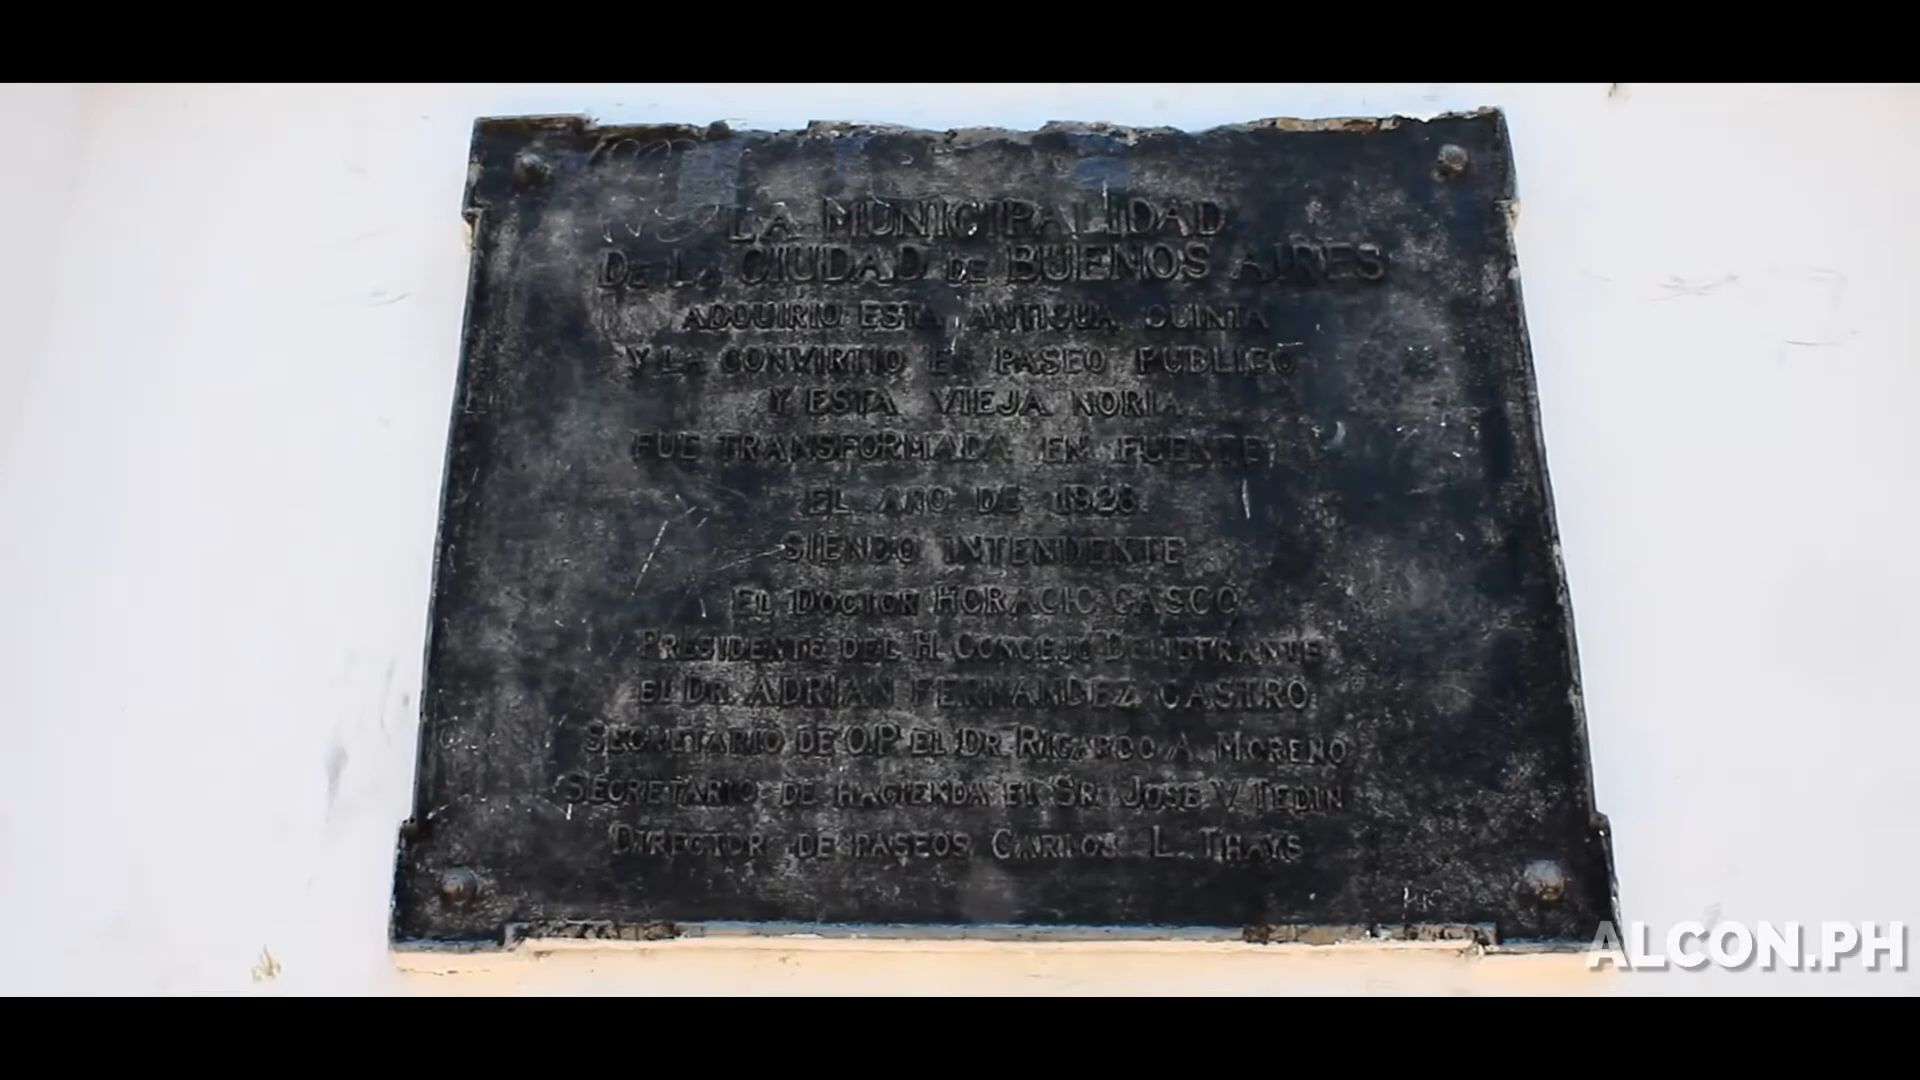 LA MUNICIPALIDAD
DE LA CIUDAD DE BUENOS AIRES
ADQUIRIO ESTA ANTIGUA QUINTA
Y LA CONVIRTIO EN PASEO PUBLICO
Y ESTA VIEJA NORIA
FUE TRANSFORMADA EN FUENTE
EL AÑO DE 1928
SIENDO INTENDENTE
EL DOCTOR HORACIO CASCO
PRESIDENTE DEL H. CONCEJO DELIBERANTE
EL DR. ADRIAN FERNANDEZ CASTRO
SECRETARIO DE O.P. EL DR. RICARDO A. MORENO
SECRETARIO DE HACIENDA EL SR. JOSE V. TEDIN
DIRECTOR DE PASEOS CARLOS L. THAYS
ALCON.PH